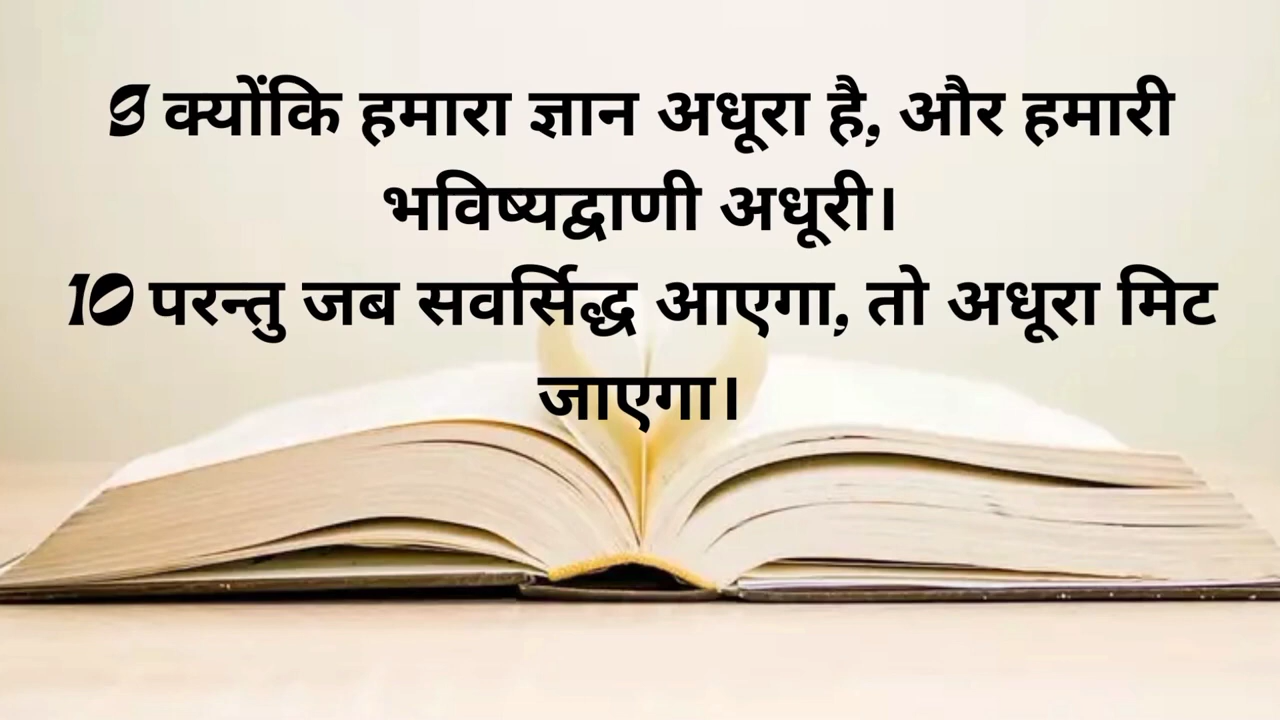 9 क्योंकि हमारा ज्ञान अधूरा है, और हमारी
भविष्यद्वाणी अधूरी।
10 परन्तु जब सवर्सिद्ध आएगा, तो अधूरा मिट
जाएगा।